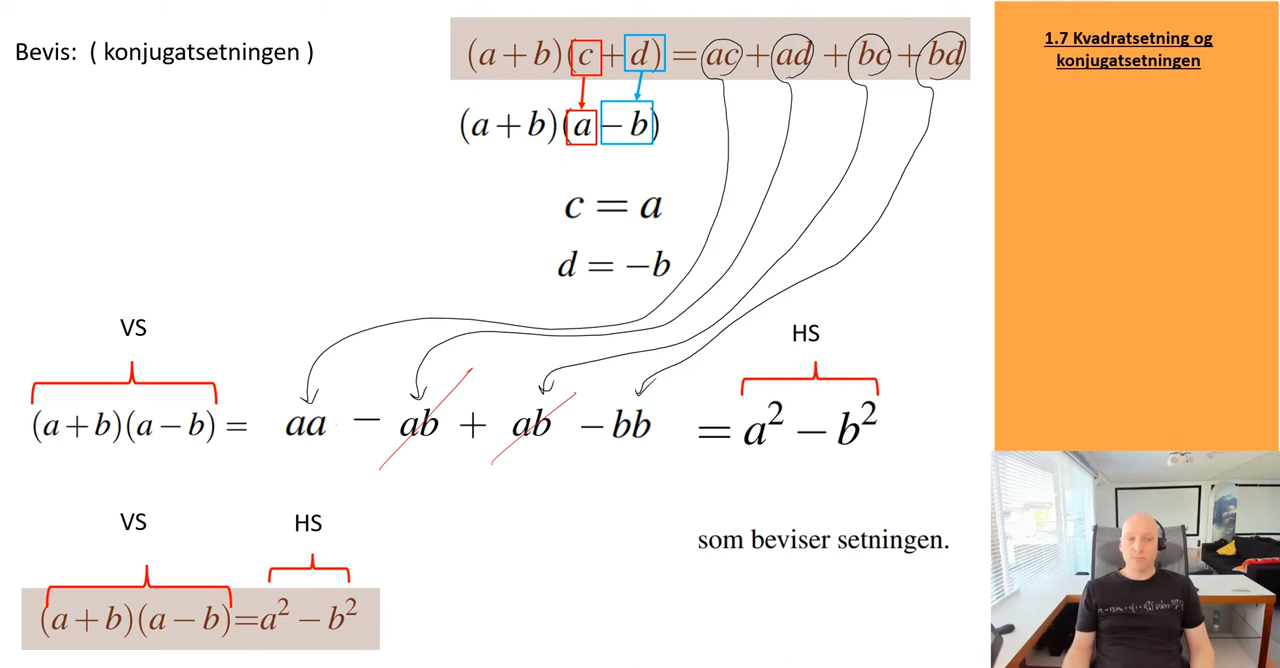 Bevis: ( konjugatsetningen )
(a+b)(c+d)=ac+ad+bc+bd
(a+b)(a−b)
c = a
d = −b
VS
HS
(a+b)(a−b)= aa − ab + ab −bb = a² − b²
som beviser setningen.
VS
HS
(a+b)(a−b)=a² − b²
1.7 Kvadratsetning og
konjugatsetningen